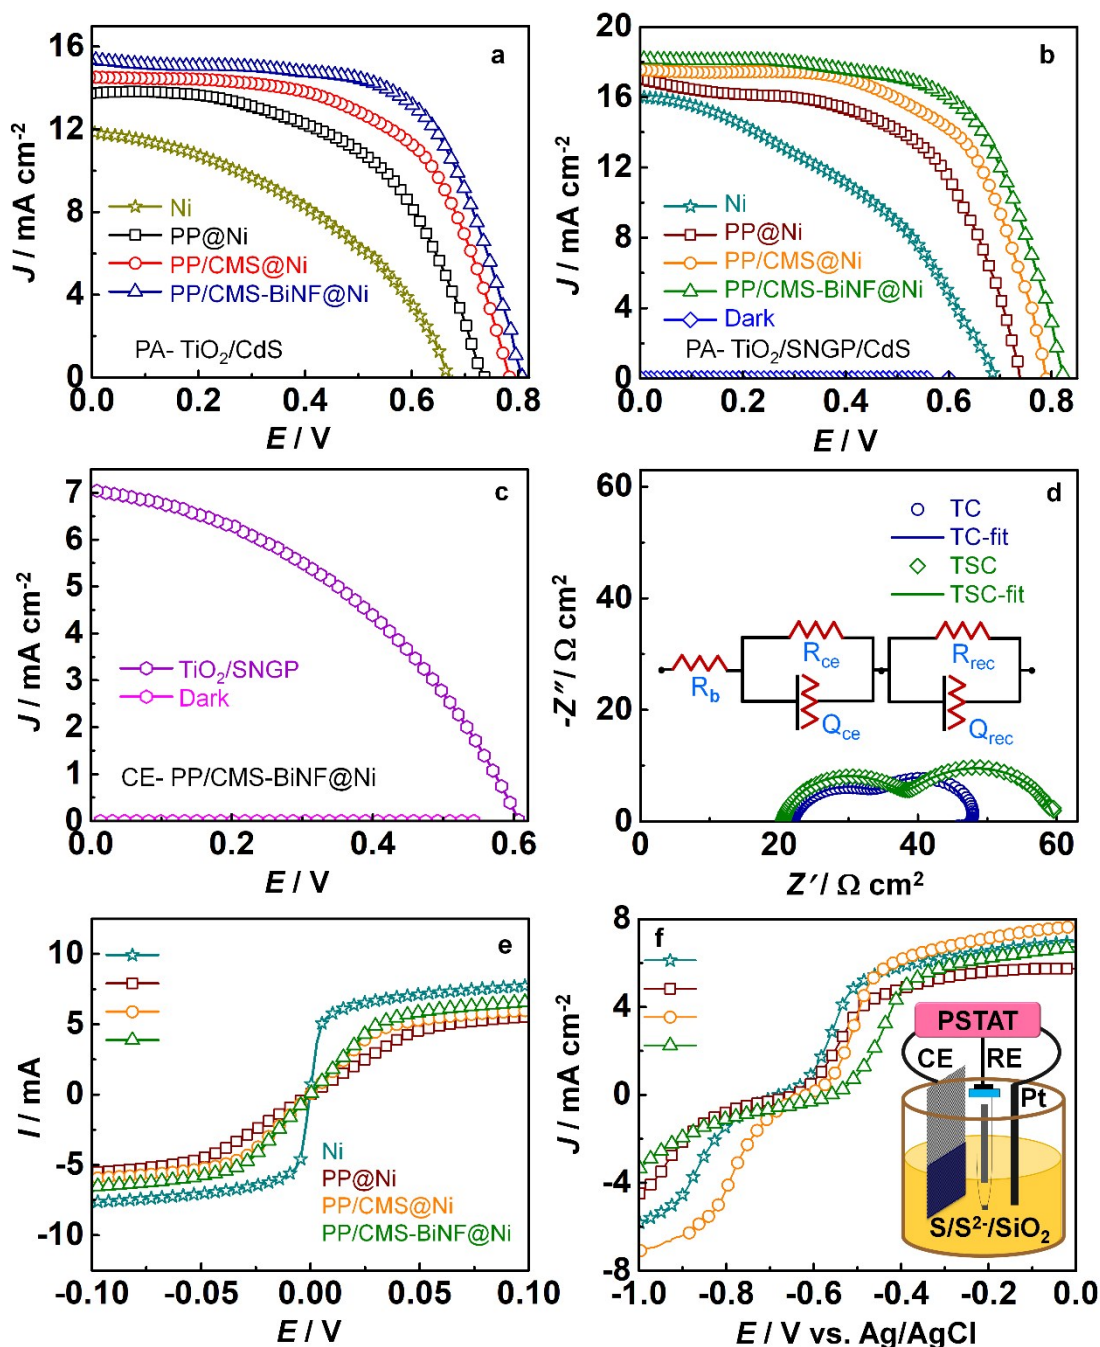 a
16
12
8
4
0
J / mA cm-2
Ni
PP@Ni
PP/CMS@Ni
PP/CMS-BiNF@Ni
PA- TiO2/CdS
0.0 0.2 0.4 0.6 0.8
E / V
b
20
16
12
8
4
0
J / mA cm-2
Ni
PP@Ni
PP/CMS@Ni
PP/CMS-BiNF@Ni
Dark
PA- TiO2/SNGP/CdS
0.0 0.2 0.4 0.6 0.8
E / V
c
7
6
5
4
3
2
1
0
J / mA cm-2
TiO2/SNGP
Dark
CE- PP/CMS-BiNF@Ni
0.0 0.2 0.4 0.6
E / V
d
60
40
20
0
-Z″/ Ω cm2
TC
TC-fit
TSC
TSC-fit
Rb
Rce
Qce
Rrec
Qrec
0 20 40 60
Z′/ Ω cm2
e
10
5
0
-5
-10
I / mA
Ni
PP@Ni
PP/CMS@Ni
PP/CMS-BiNF@Ni
-0.10 -0.05 0.00 0.05 0.10
E / V
f
8
4
0
-4
-8
J / mA cm-2
PSTAT
CE RE
Pt
S/S2-/SiO2
-1.0 -0.8 -0.6 -0.4 -0.2 0.0
E / V vs. Ag/AgCl